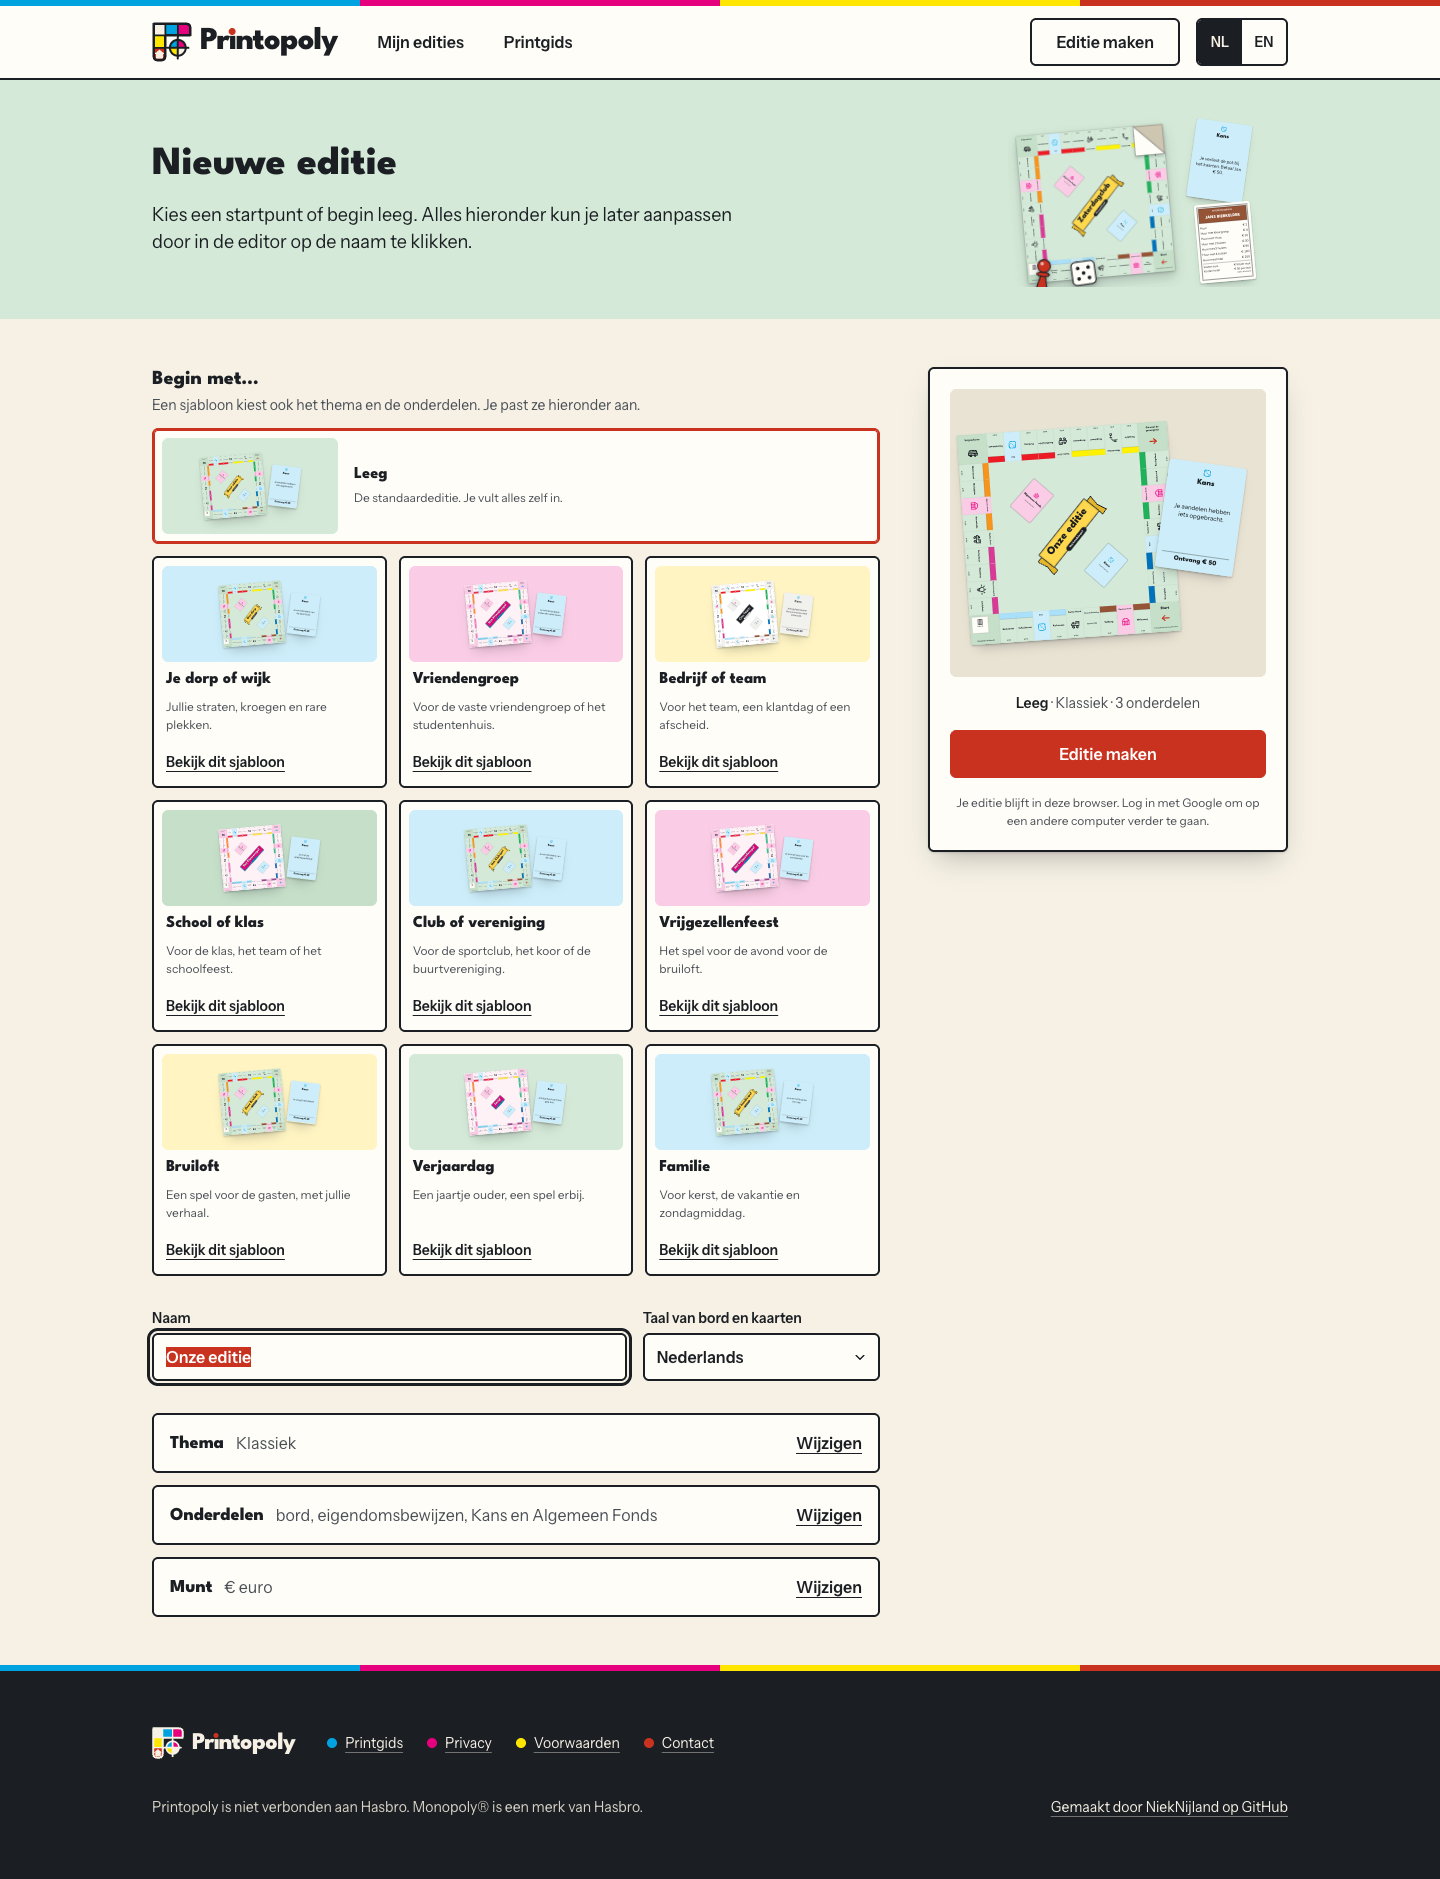 Printopoly
Mijn edities
Printgids
Editie maken
NL
EN
Nieuwe editie
Kies een startpunt of begin leeg. Alles hieronder kun je later aanpassen
door in de editor op de naam te klikken.
Zaterdagclub
Kans
Begin met...
Een sjabloon kiest ook het thema en de onderdelen. Je past ze hieronder aan.
Leeg
De standaardeditie. Je vult alles zelf in.
Je dorp of wijk
Jullie straten, kroegen en rare
plekken.
Bekijk dit sjabloon
Vriendengroep
Voor de vaste vriendengroep of het
studentenhuis.
Bekijk dit sjabloon
Bedrijf of team
Voor het team, een klantdag of een
afscheid.
Bekijk dit sjabloon
School of klas
Voor de klas, het team of het
schoolfeest.
Bekijk dit sjabloon
Club of vereniging
Voor de sportclub, het koor of de
buurtvereniging.
Bekijk dit sjabloon
Vrijgezellenfeest
Het spel voor de avond voor de
bruiloft.
Bekijk dit sjabloon
Bruiloft
Een spel voor de gasten, met jullie
verhaal.
Bekijk dit sjabloon
Verjaardag
Een jaartje ouder, een spel erbij.
Bekijk dit sjabloon
Familie
Voor kerst, de vakantie en
zondagmiddag.
Bekijk dit sjabloon
Naam
Onze editie
Taal van bord en kaarten
Nederlands
Thema Klassiek
Wijzigen
Onderdelen bord, eigendomsbewijzen, Kans en Algemeen Fonds
Wijzigen
Munt € euro
Wijzigen
Onze editie
Kans
Je aandelen hebben
iets opgebracht.
Ontvang € 50
Start
Leeg · Klassiek · 3 onderdelen
Editie maken
Je editie blijft in deze browser. Log in met Google om op
een andere computer verder te gaan.
Printopoly
Printgids
Privacy
Voorwaarden
Contact
Printopoly is niet verbonden aan Hasbro. Monopoly® is een merk van Hasbro.
Gemaakt door NiekNijland op GitHub